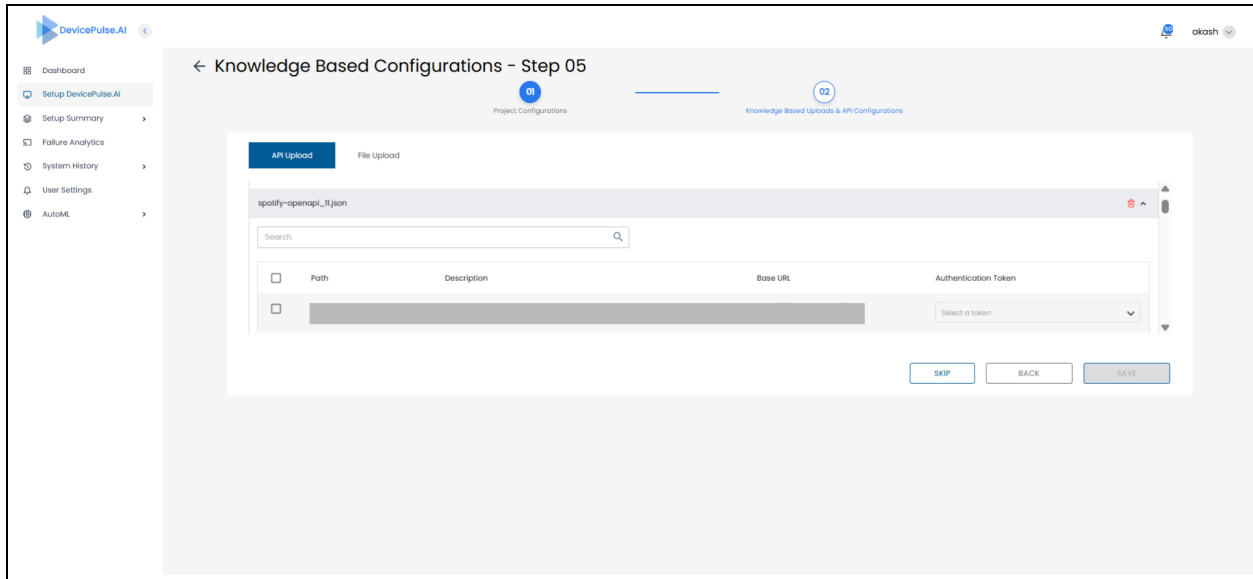 DevicePulse.AI
50
akash
Dashboard
Setup DevicePulse.AI
Setup Summary
Failure Analytics
System History
User Settings
AutoML
Knowledge Based Configurations - Step 05
01
02
Project Configurations
Knowledge Based Uploads & API Configurations
API Upload File Upload
spotify-openapi_11.json
Search
Path Description Base URL Authentication Token
Select a token
SKIP BACK SAVE